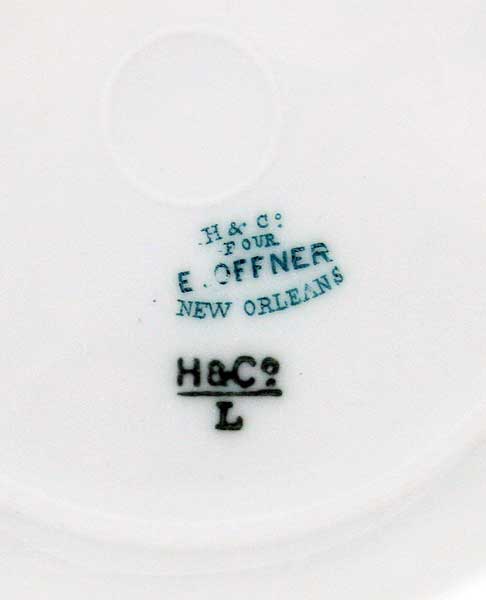 H & Cº
FOUR
E. OFFNER
NEW ORLEANS
H&Cº
L